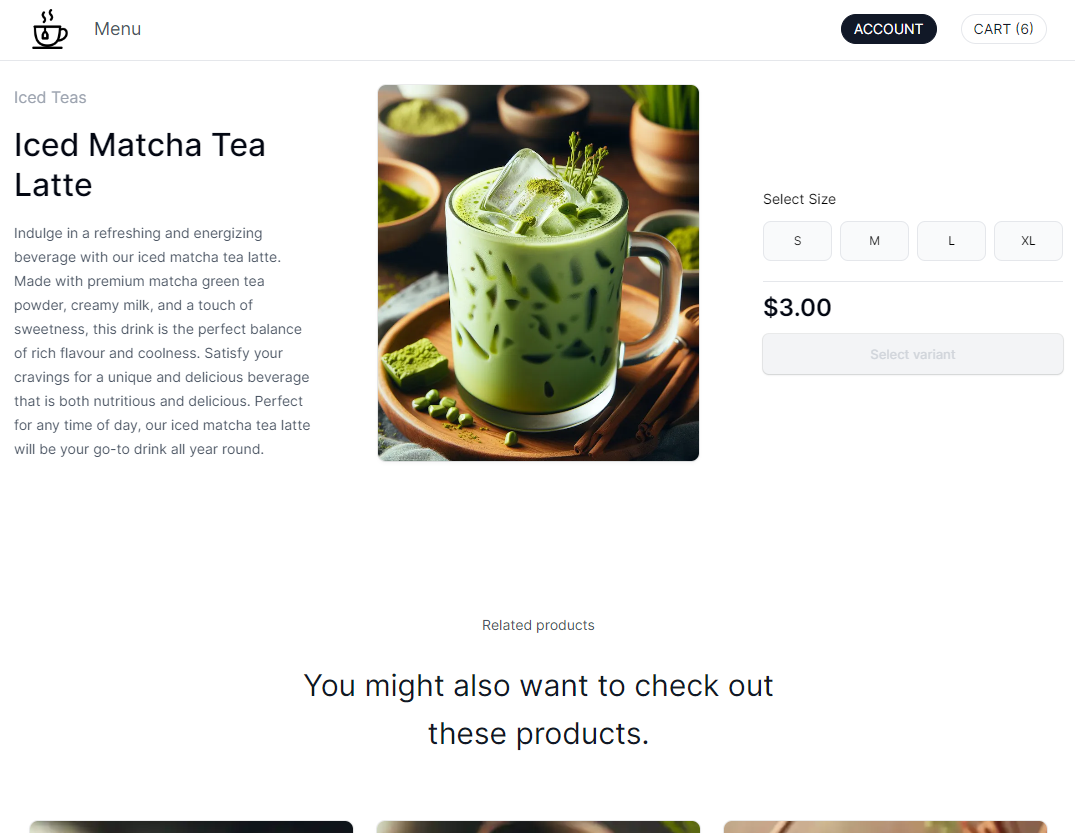 Menu
ACCOUNT
CART (6)
Iced Teas
Iced Matcha Tea
Latte
Indulge in a refreshing and energizing
beverage with our iced matcha tea latte.
Made with premium matcha green tea
powder, creamy milk, and a touch of
sweetness, this drink is the perfect balance
of rich flavour and coolness. Satisfy your
cravings for a unique and delicious beverage
that is both nutritious and delicious. Perfect
for any time of day, our iced matcha tea latte
will be your go-to drink all year round.
Select Size
S
M
L
XL
$3.00
Select variant
Related products
You might also want to check out
these products.